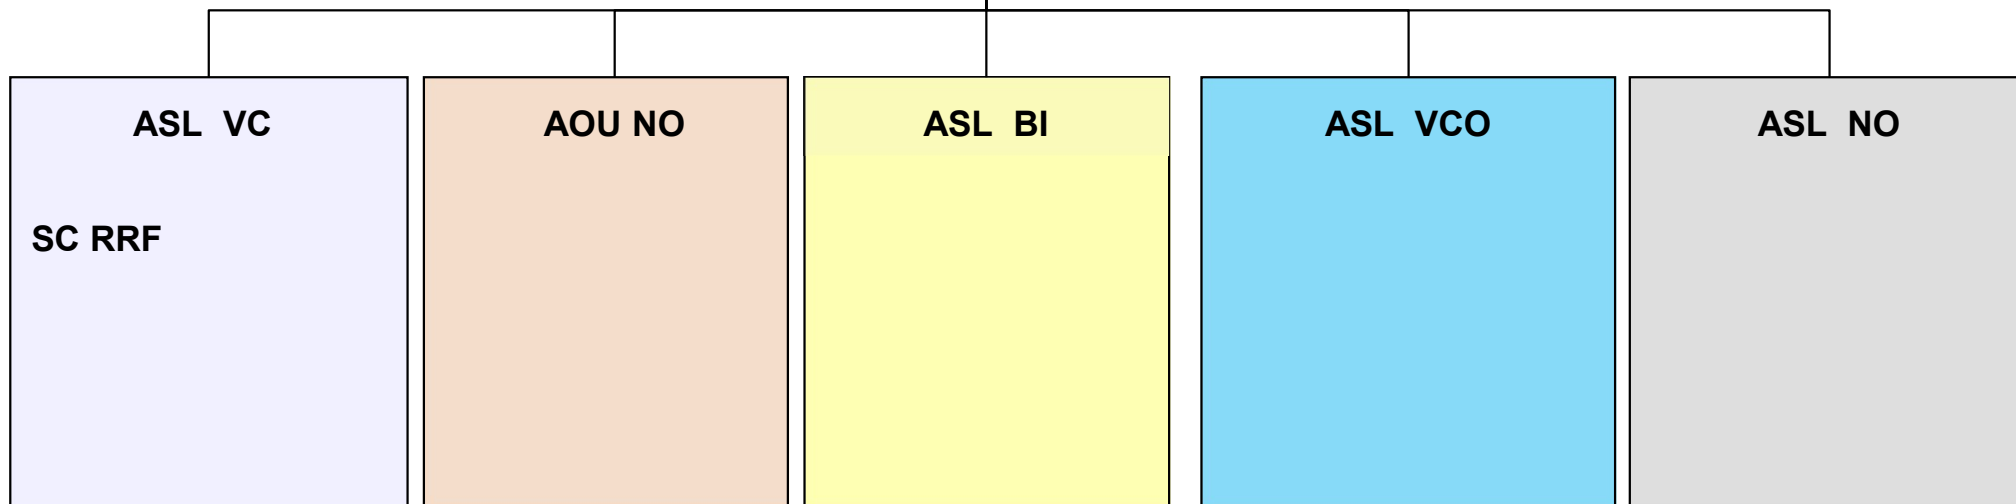 ASL VC
AOU NO
ASL BI
ASL VCO
ASL NO
SC RRF